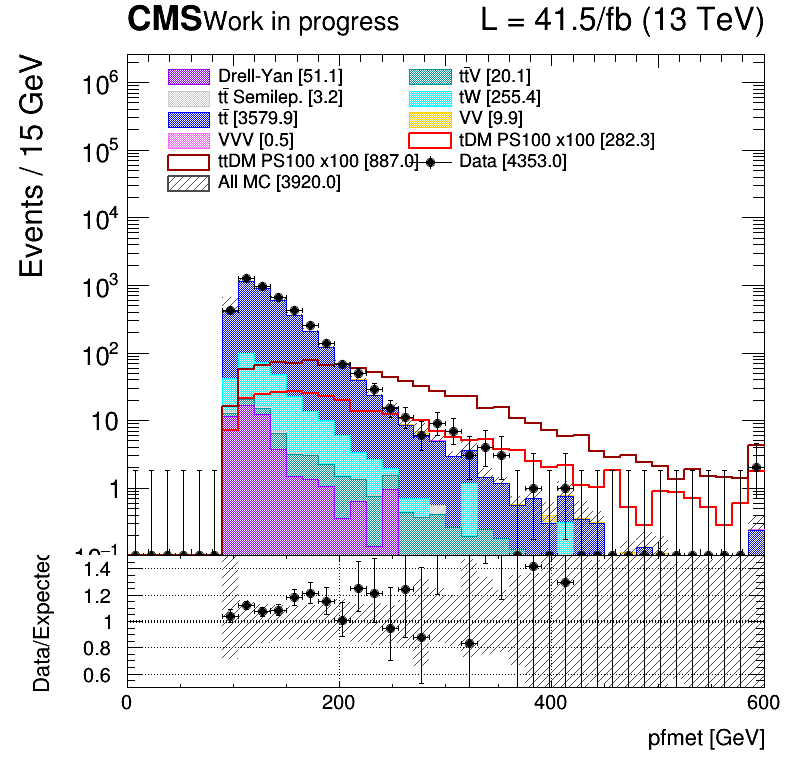 CMS Work in progress L = 41.5/fb (13 TeV)
Events / 15 GeV
10⁶
10⁵
10⁴
10³
10²
10
1
10⁻¹
Drell-Yan [51.1] tt̄V [20.1]
tt̄ Semilep. [3.2] tW [255.4]
tt̄ [3579.9] VV [9.9]
VVV [0.5] tDM PS100 x100 [282.3]
ttDM PS100 x100 [887.0] Data [4353.0]
All MC [3920.0]
Data/Expected
1.4
1.2
1
0.8
0.6
0 200 400 600
pfmet [GeV]